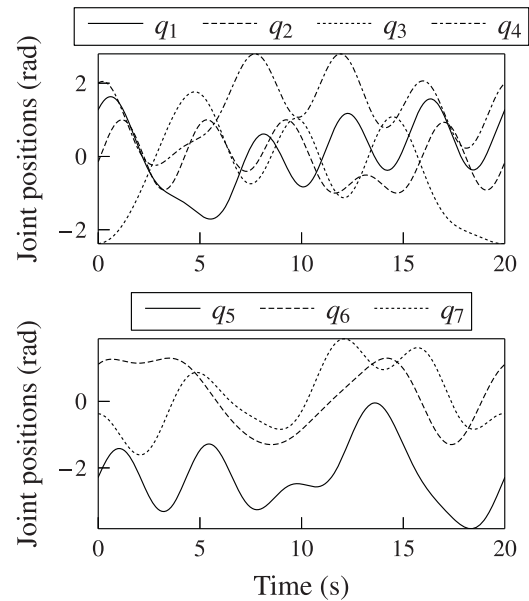 q1 q2 q3 q4
Joint positions (rad)
2
0
−2
0 5 10 15 20
q5 q6 q7
Joint positions (rad)
0
−2
0 5 10 15 20
Time (s)